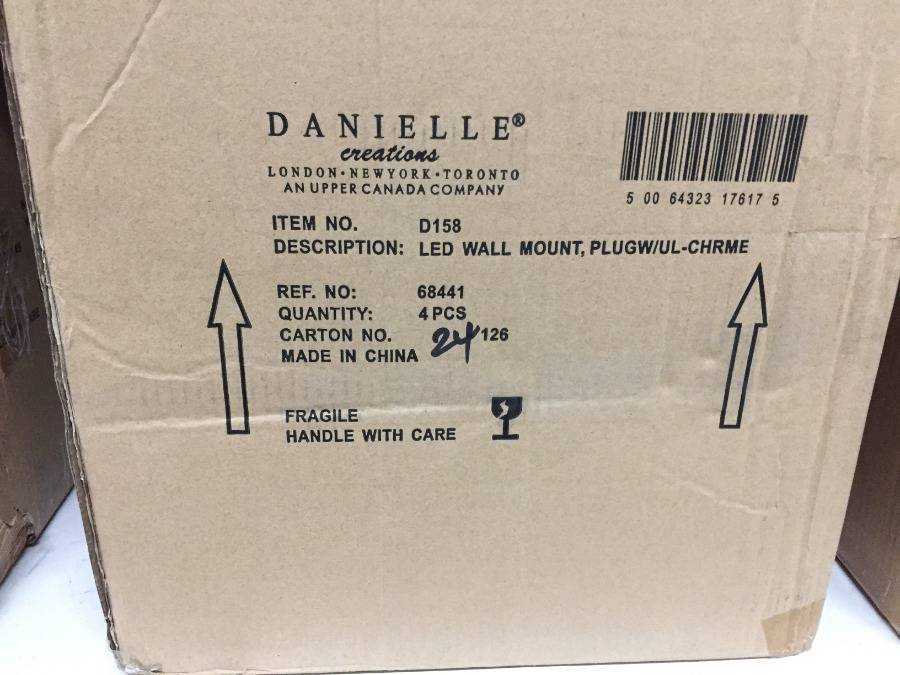 DANIELLE®
creations
LONDON·NEWYORK·TORONTO
AN UPPER CANADA COMPANY
5 00 64323 17617 5
ITEM NO. D158
DESCRIPTION: LED WALL MOUNT, PLUGW/UL-CHRME
REF. NO: 68441
QUANTITY: 4 PCS
CARTON NO. 24 126
MADE IN CHINA
FRAGILE
HANDLE WITH CARE